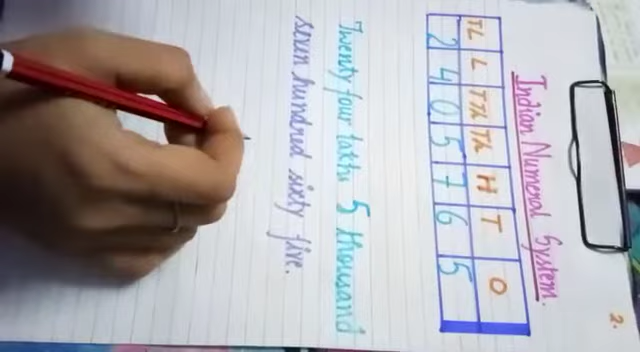 2.
Indian Numeral System.
TL L TTh Th H T O
2 4 0 5 7 6 5
Twenty four lakhs 5 thousand
seven hundred sixty five.